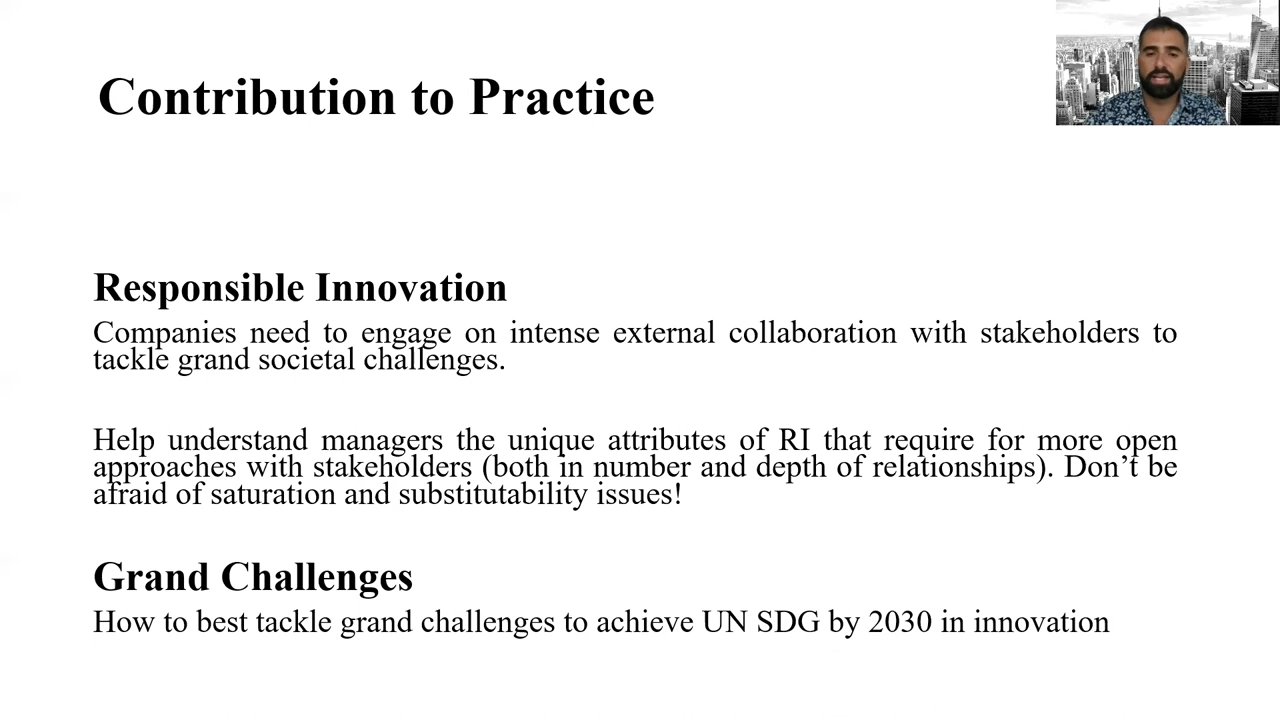 Contribution to Practice
Responsible Innovation
Companies need to engage on intense external collaboration with stakeholders to
tackle grand societal challenges.
Help understand managers the unique attributes of RI that require for more open
approaches with stakeholders (both in number and depth of relationships). Don’t be
afraid of saturation and substitutability issues!
Grand Challenges
How to best tackle grand challenges to achieve UN SDG by 2030 in innovation